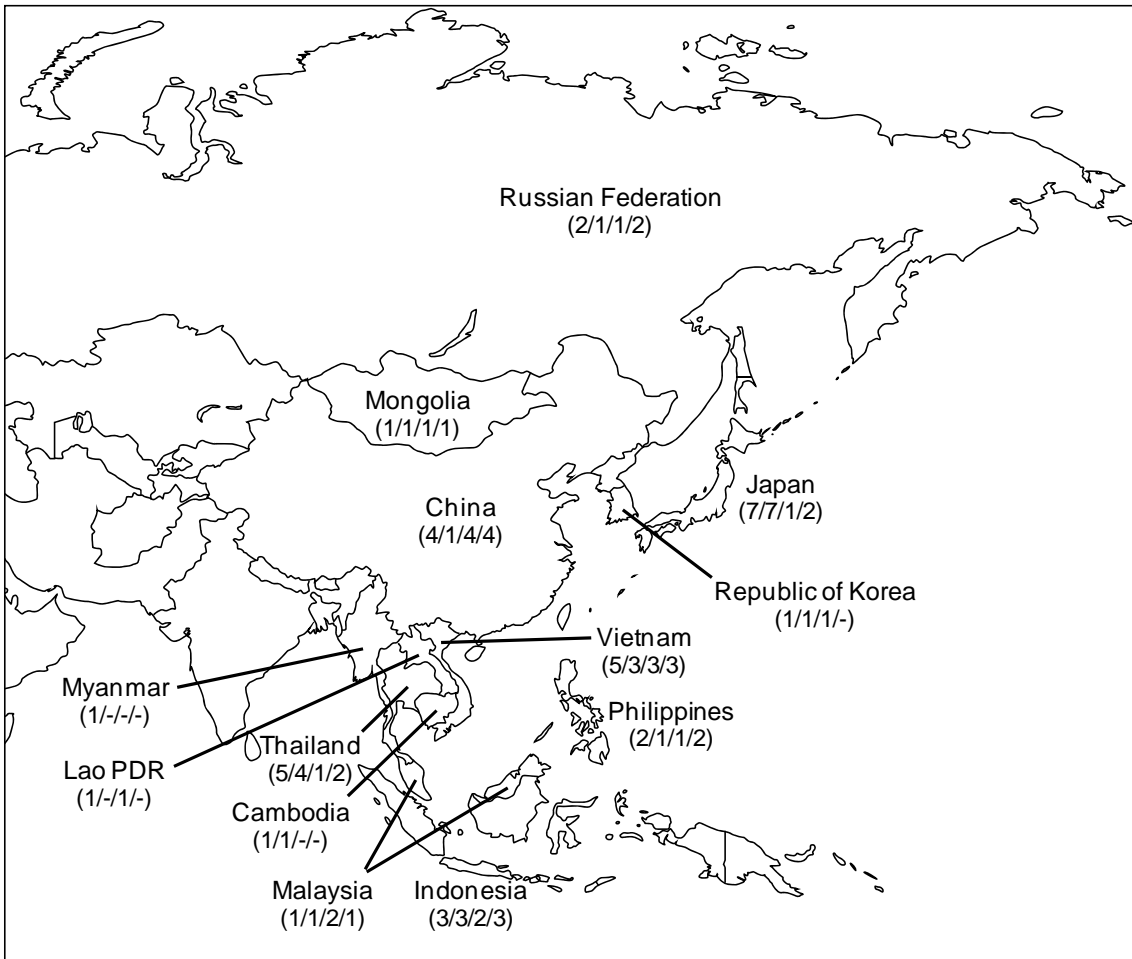 Russian Federation
(2/1/1/2)
Mongolia
(1/1/1/1)
China
(4/1/4/4)
Japan
(7/7/1/2)
Republic of Korea
(1/1/1/-)
Vietnam
(5/3/3/3)
Myanmar
(1/-/-/-)
Philippines
(2/1/1/2)
Thailand
(5/4/1/2)
Lao PDR
(1/-/1/-)
Cambodia
(1/1/-/-)
Malaysia
(1/1/2/1)
Indonesia
(3/3/2/3)